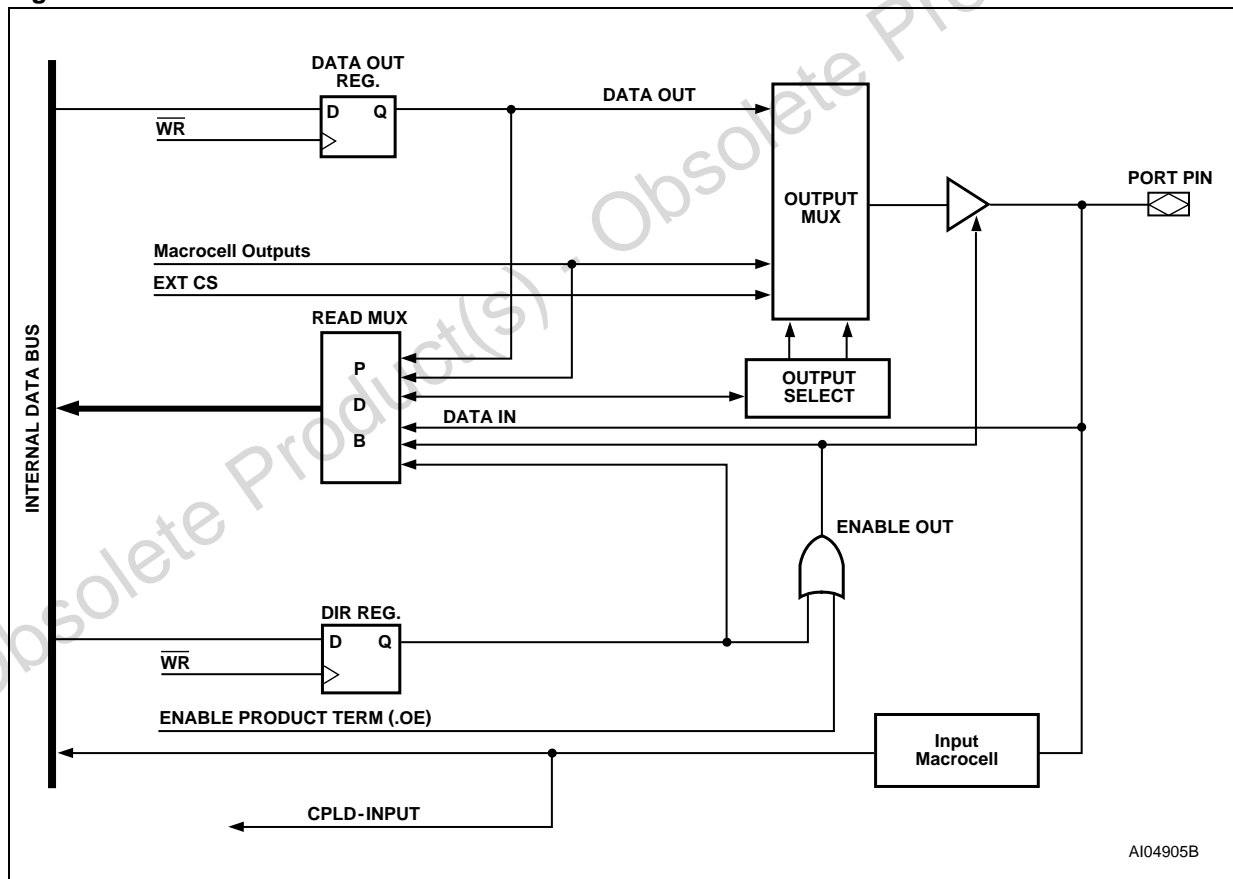 DATA OUT
REG.
D Q
WR
DATA OUT
OUTPUT
MUX
PORT PIN
Macrocell Outputs
EXT CS
READ MUX
P
D
B
OUTPUT
SELECT
DATA IN
INTERNAL DATA BUS
ENABLE OUT
DIR REG.
D Q
WR
ENABLE PRODUCT TERM (.OE)
Input
Macrocell
CPLD-INPUT
AI04905B
Obsolete Product(s) - Obsolete Pro